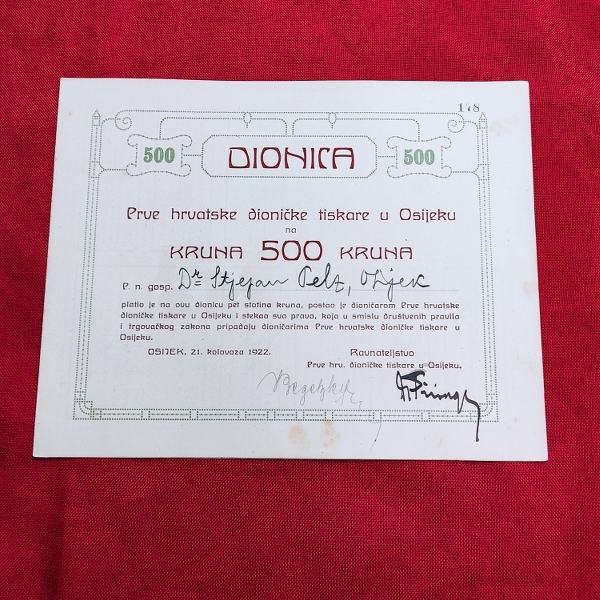 178
500 DIONICA 500
Prve hrvatske dioničke tiskare u Osijeku
na
KRUNA 500 KRUNA
P. n. gosp. Dr Stjepan Pelz, Osijek
platio je na ovu dionicu pet stotina kruna, postao je dioničarom Prve hrvatske
dioničke tiskare u Osijeku i stekao sva prava, koja u smislu društvenih pravila
i trgovačkog zakona pripadaju dioničarima Prve hrvatske dioničke tiskare u
Osijeku.
OSIJEK, 21. kolovoza 1922. Ravnateljstvo
Prve hrv. dioničke tiskare u Osijeku.